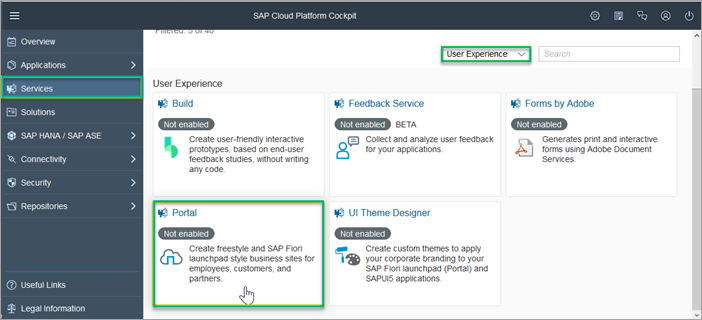 SAP Cloud Platform Cockpit
Overview
Applications
Services
Solutions
SAP HANA / SAP ASE
Connectivity
Security
Repositories
Useful Links
Legal Information
Filtered: 5 of 40
User Experience
Search
User Experience
Build
Not enabled
Create user-friendly interactive
prototypes, based on end-user
feedback studies, without writing
any code.
Feedback Service
Not enabled BETA
Collect and analyze user feedback
for your applications.
Forms by Adobe
Not enabled
Generates print and interactive
forms using Adobe Document
Services.
Portal
Not enabled
Create freestyle and SAP Fiori
launchpad style business sites for
employees, customers, and
partners.
UI Theme Designer
Not enabled
Create custom themes to apply
your corporate branding to your
SAP Fiori launchpad (Portal) and
SAPUI5 applications.